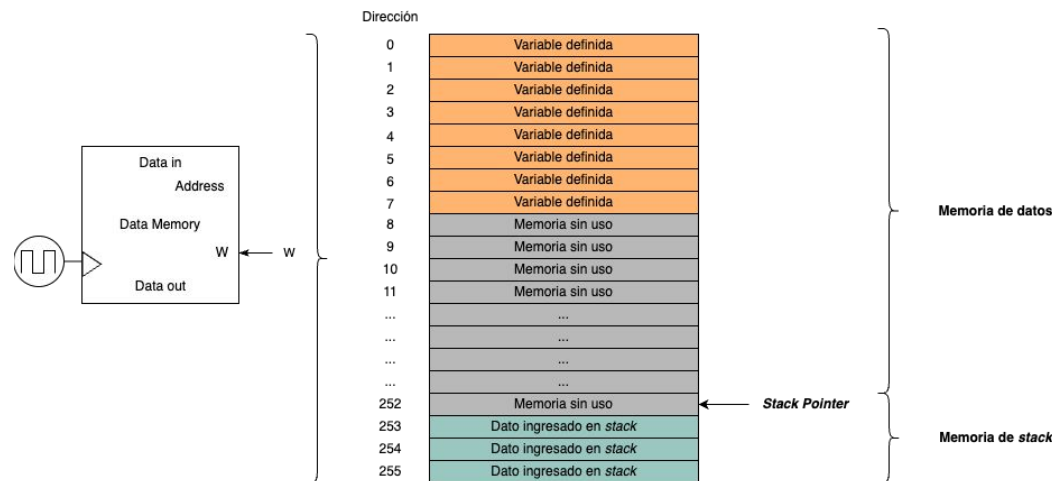 Dirección
0 Variable definida
1 Variable definida
2 Variable definida
3 Variable definida
4 Variable definida
5 Variable definida
6 Variable definida
7 Variable definida
8 Memoria sin uso
9 Memoria sin uso
10 Memoria sin uso
11 Memoria sin uso
... ...
... ...
... ...
... ...
252 Memoria sin uso
253 Dato ingresado en stack
254 Dato ingresado en stack
255 Dato ingresado en stack
Data in
Address
Data Memory
W w
Data out
Memoria de datos
Stack Pointer
Memoria de stack